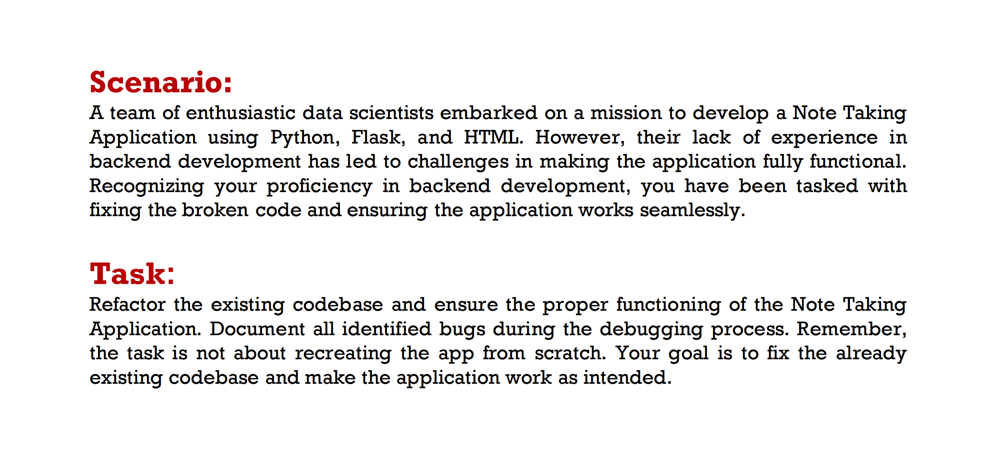 Scenario:
A team of enthusiastic data scientists embarked on a mission to develop a Note Taking
Application using Python, Flask, and HTML. However, their lack of experience in
backend development has led to challenges in making the application fully functional.
Recognizing your proficiency in backend development, you have been tasked with
fixing the broken code and ensuring the application works seamlessly.
Task:
Refactor the existing codebase and ensure the proper functioning of the Note Taking
Application. Document all identified bugs during the debugging process. Remember,
the task is not about recreating the app from scratch. Your goal is to fix the already
existing codebase and make the application work as intended.